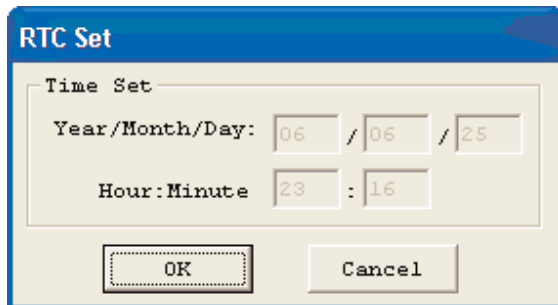 RTC Set
Time Set
Year/Month/Day: 06 / 06 / 25
Hour:Minute 23 : 16
OK Cancel